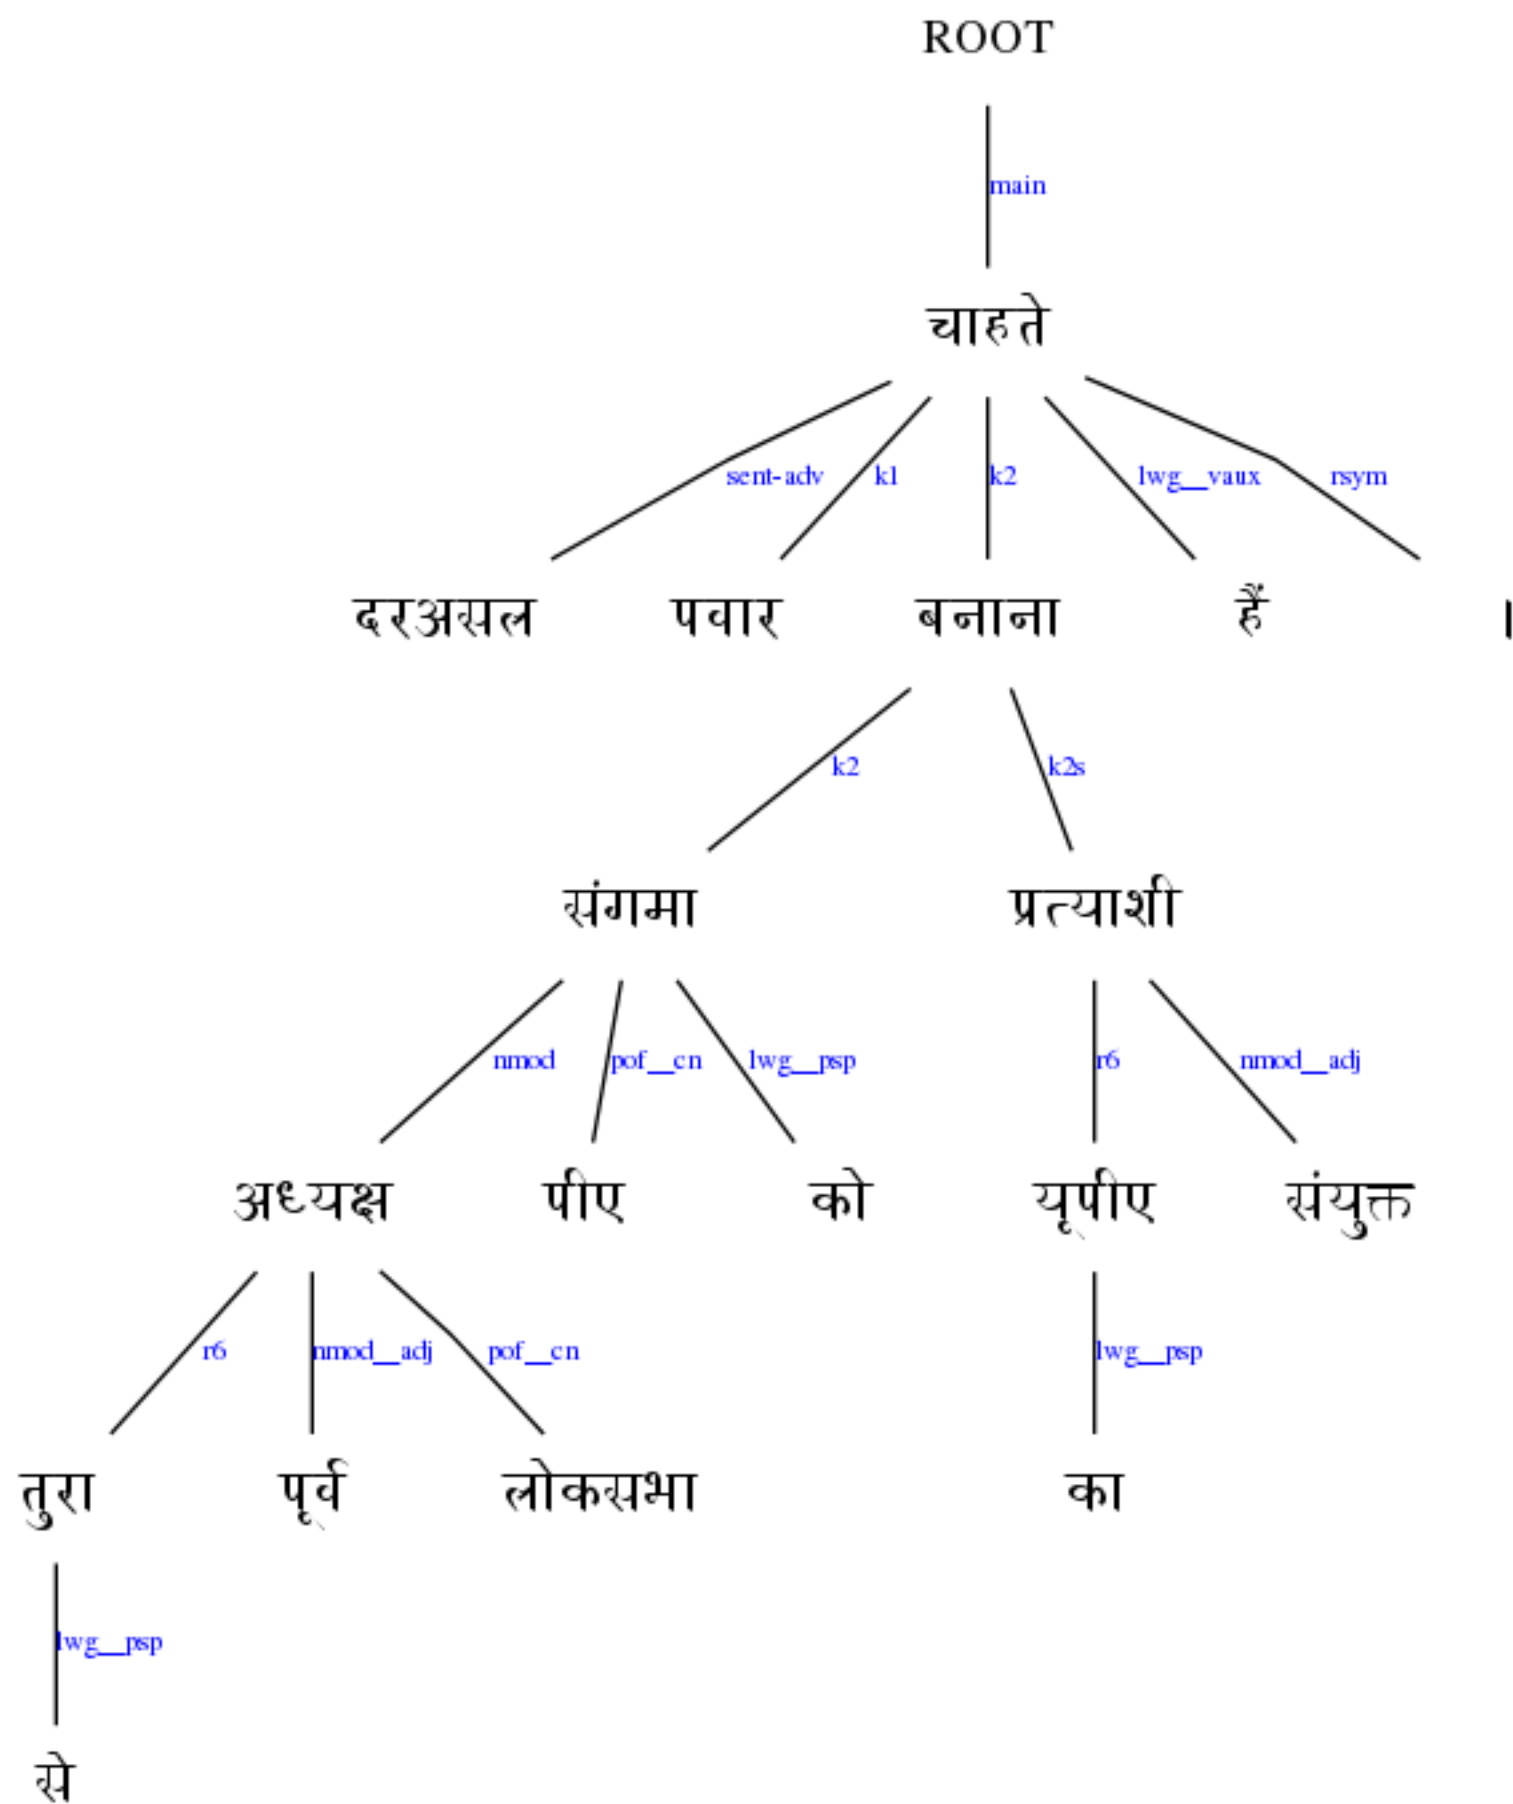 ROOT
main
चाहते
sent-adv k1 k2 lwg__vaux rsym
दरअसल पवार बनाना हैं ।
k2 k2s
संगमा प्रत्याशी
nmod pof__cn lwg__psp r6 nmod__adj
अध्यक्ष पीए को यूपीए संयुक्त
r6 nmod__adj pof__cn lwg__psp
तुरा पूर्व लोकसभा का
lwg__psp
से